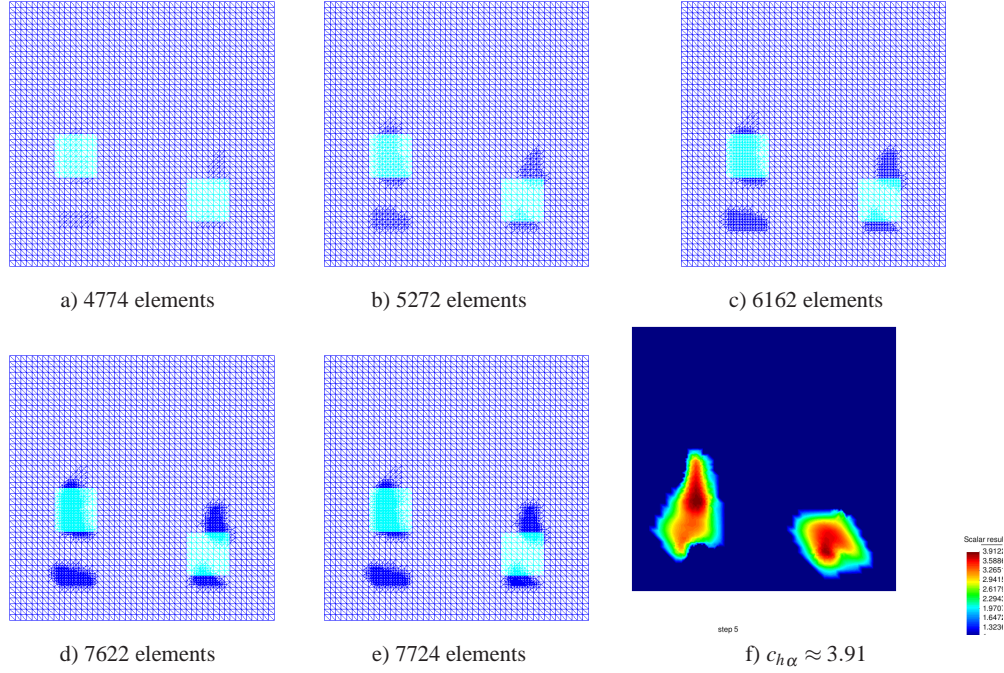 a) 4774 elements
b) 5272 elements
c) 6162 elements
Scalar result
3.9122
3.5886
3.2651
2.9415
2.6179
2.2943
1.9707
1.6472
1.3236
step 5
d) 7622 elements
e) 7724 elements
f) c_{hα} ≈ 3.91